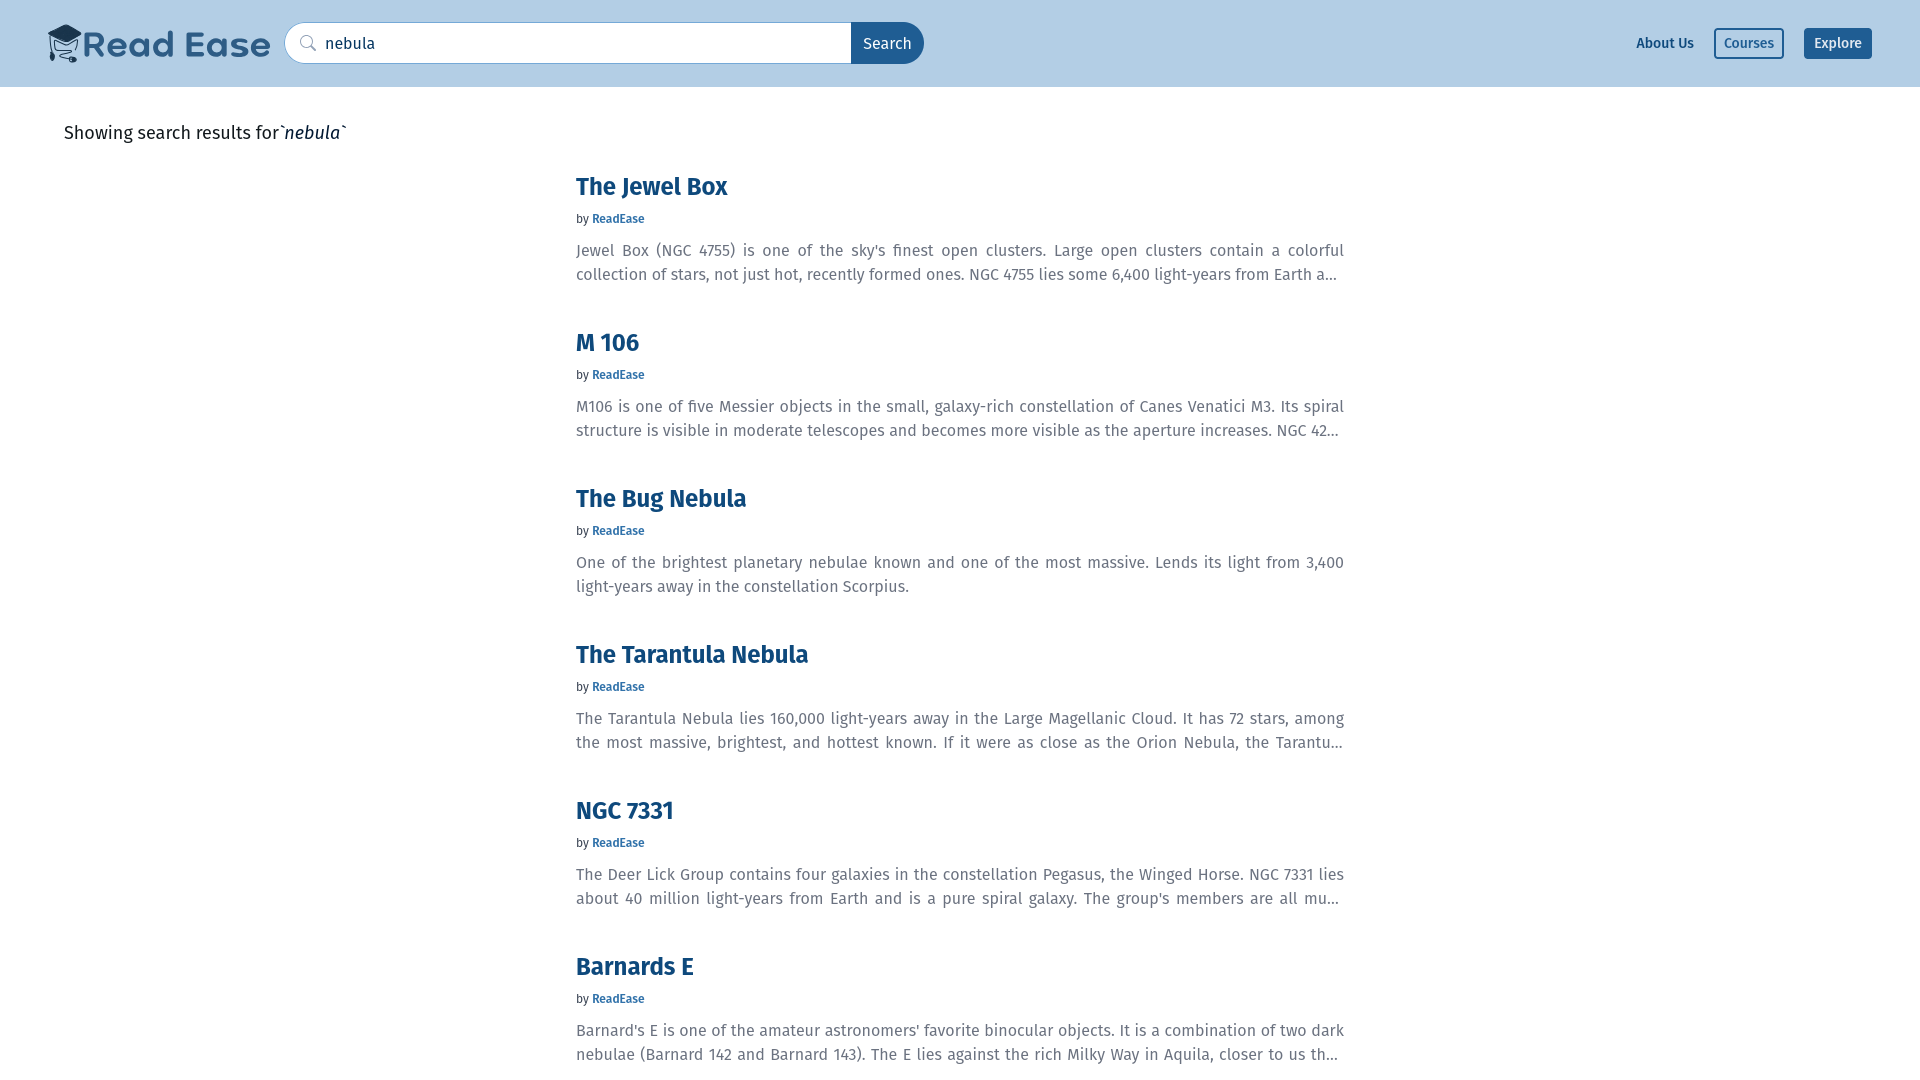 Read Ease
nebula
Search
About Us
Courses
Explore
Showing search results for`nebula`
The Jewel Box
by ReadEase
Jewel Box (NGC 4755) is one of the sky's finest open clusters. Large open clusters contain a colorful
collection of stars, not just hot, recently formed ones. NGC 4755 lies some 6,400 light-years from Earth a...
M 106
by ReadEase
M106 is one of five Messier objects in the small, galaxy-rich constellation of Canes Venatici M3. Its spiral
structure is visible in moderate telescopes and becomes more visible as the aperture increases. NGC 42...
The Bug Nebula
by ReadEase
One of the brightest planetary nebulae known and one of the most massive. Lends its light from 3,400
light-years away in the constellation Scorpius.
The Tarantula Nebula
by ReadEase
The Tarantula Nebula lies 160,000 light-years away in the Large Magellanic Cloud. It has 72 stars, among
the most massive, brightest, and hottest known. If it were as close as the Orion Nebula, the Tarantu...
NGC 7331
by ReadEase
The Deer Lick Group contains four galaxies in the constellation Pegasus, the Winged Horse. NGC 7331 lies
about 40 million light-years from Earth and is a pure spiral galaxy. The group's members are all mu...
Barnards E
by ReadEase
Barnard's E is one of the amateur astronomers' favorite binocular objects. It is a combination of two dark
nebulae (Barnard 142 and Barnard 143). The E lies against the rich Milky Way in Aquila, closer to us th...